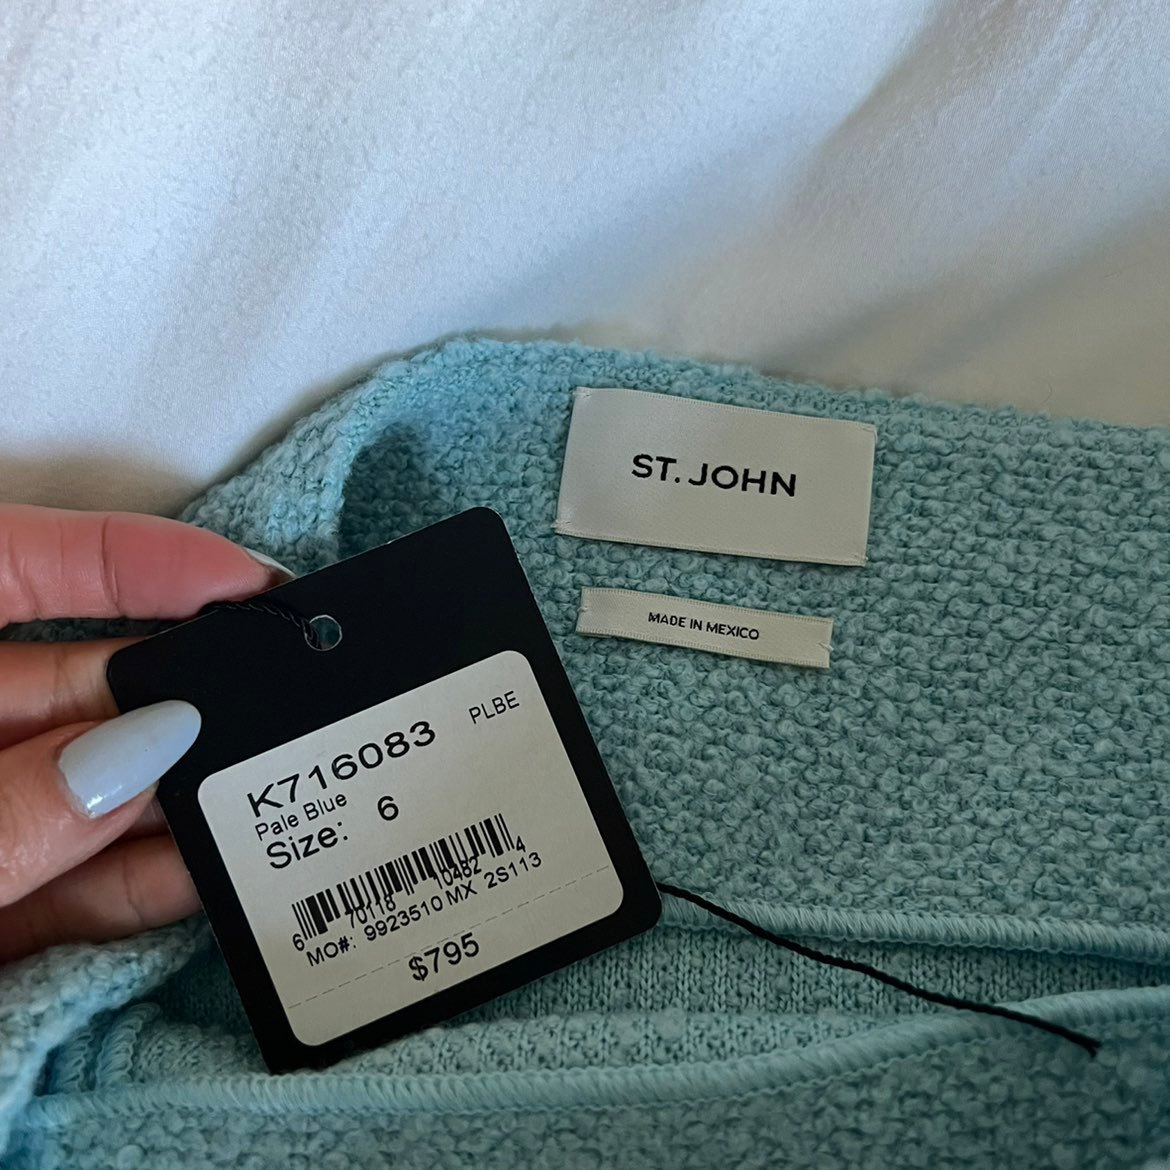 ST. JOHN
MADE IN MEXICO
PLBE
K716083
Pale Blue
Size: 6
6 70118 10482 4
MO#: 9923510 MX 2S113
$795